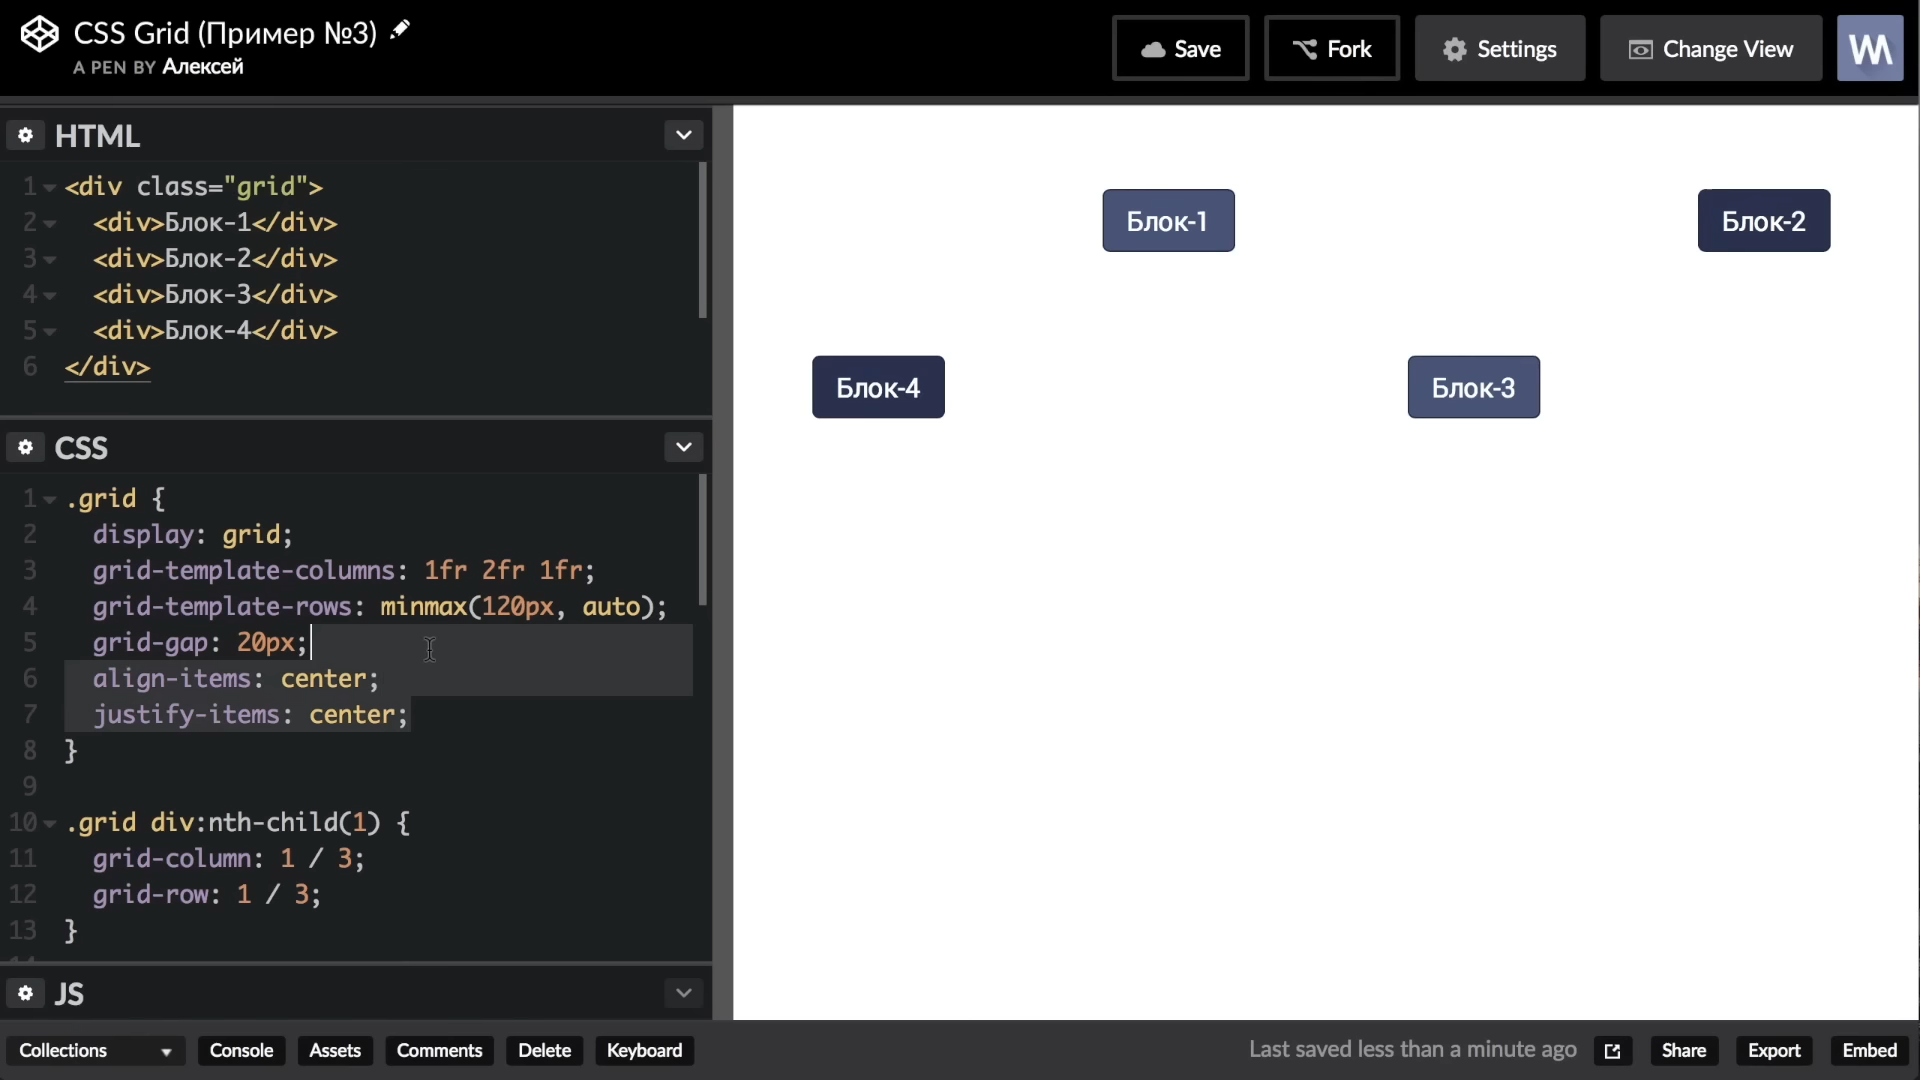 CSS Grid (Пример №3)
A PEN BY Алексей
Save
Fork
Settings
Change View
HTML
1 <div class="grid">
2 <div>Блок-1</div>
3 <div>Блок-2</div>
4 <div>Блок-3</div>
5 <div>Блок-4</div>
6 </div>
CSS
1 .grid {
2 display: grid;
3 grid-template-columns: 1fr 2fr 1fr;
4 grid-template-rows: minmax(120px, auto);
5 grid-gap: 20px;
6 align-items: center;
7 justify-items: center;
8 }
9
10 .grid div:nth-child(1) {
11 grid-column: 1 / 3;
12 grid-row: 1 / 3;
13 }
JS
Блок-1
Блок-2
Блок-4
Блок-3
Collections
Console
Assets
Comments
Delete
Keyboard
Last saved less than a minute ago
Share
Export
Embed